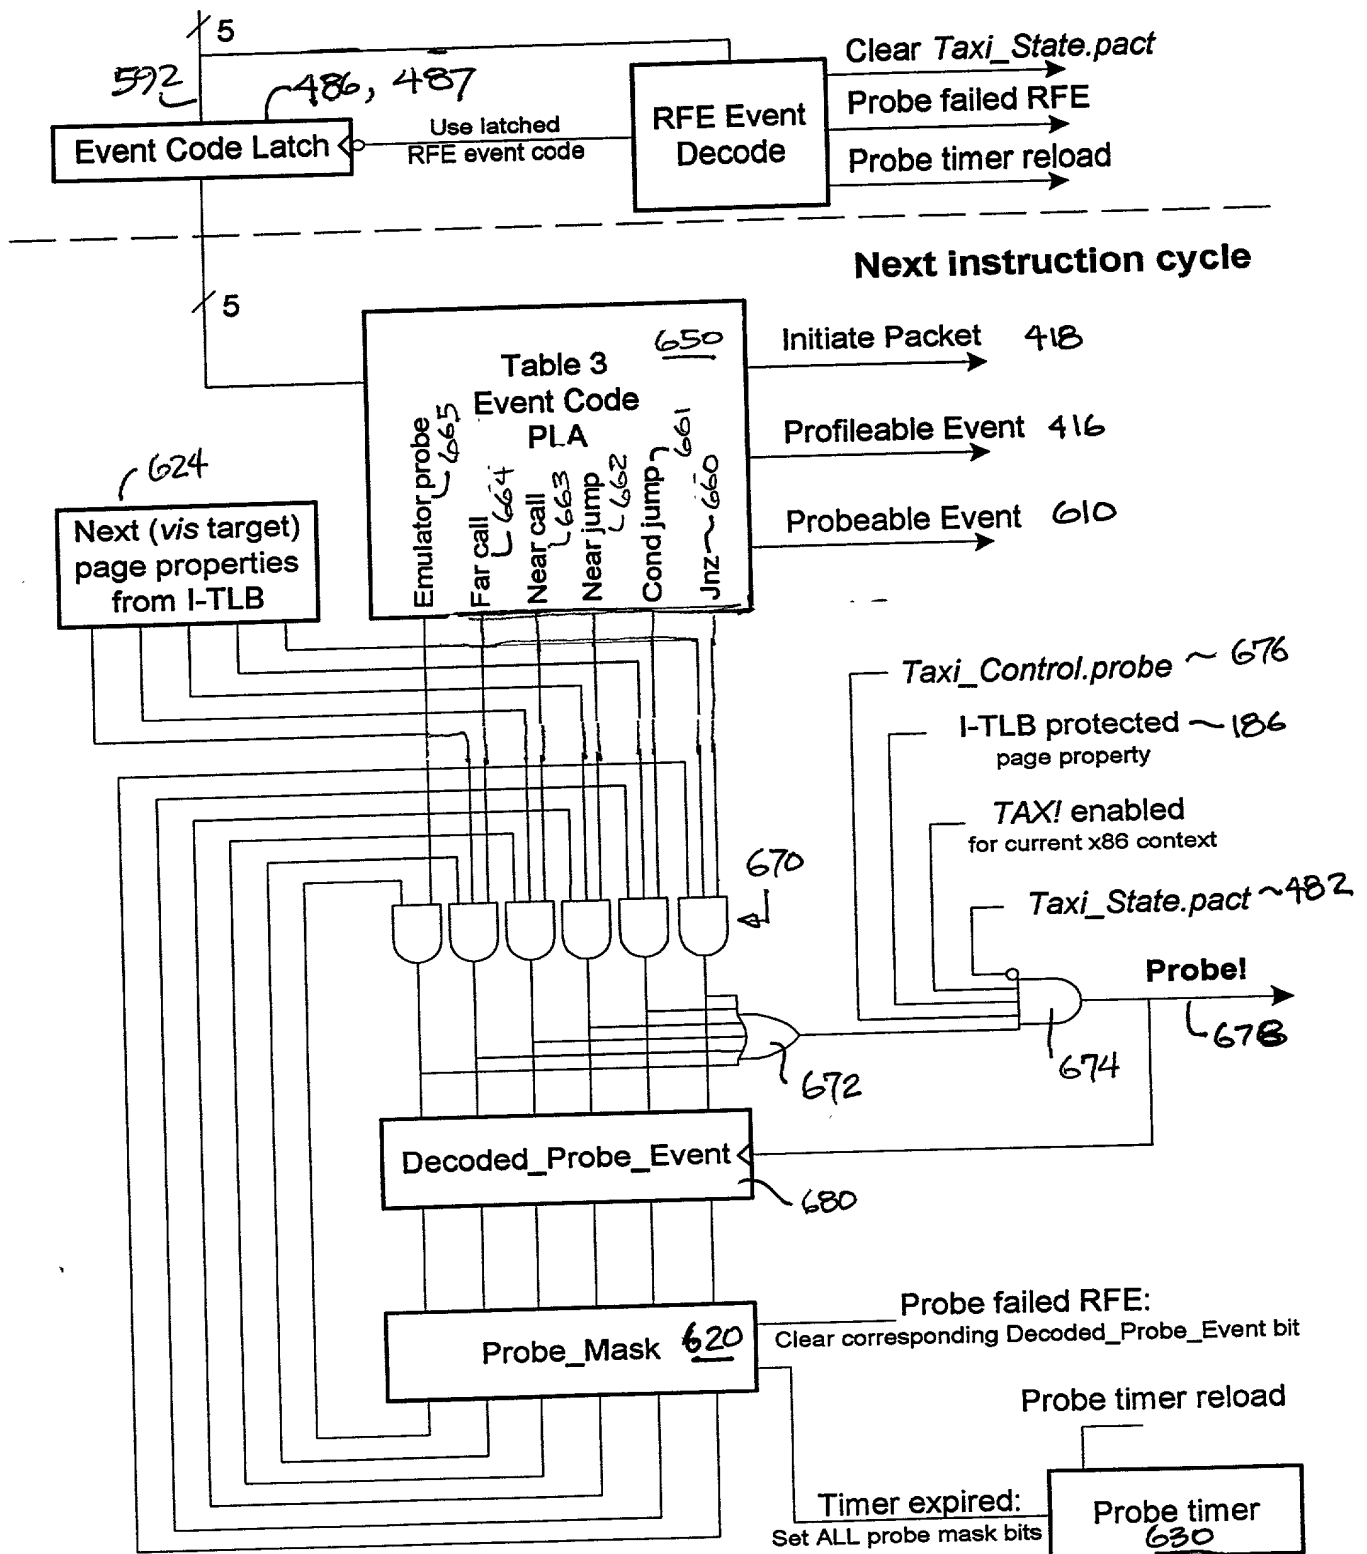 5
592
486, 487
Event Code Latch
Use latched
RFE event code
RFE Event
Decode
Clear Taxi_State.pact
Probe failed RFE
Probe timer reload
Next instruction cycle
5
Table 3
Event Code
PLA
650
Emulator probe
665
Far call
664
Near call
663
Near jump
662
Cond jump
661
Jnz
660
Initiate Packet 418
Profileable Event 416
Probeable Event 610
624
Next (vis target)
page properties
from I-TLB
Taxi_Control.probe ~ 676
I-TLB protected ~ 186
page property
TAX! enabled
for current x86 context
Taxi_State.pact ~ 482
670
Probe!
678
674
672
Decoded_Probe_Event
680
Probe_Mask 620
Probe failed RFE:
Clear corresponding Decoded_Probe_Event bit
Probe timer reload
Timer expired:
Set ALL probe mask bits
Probe timer
630